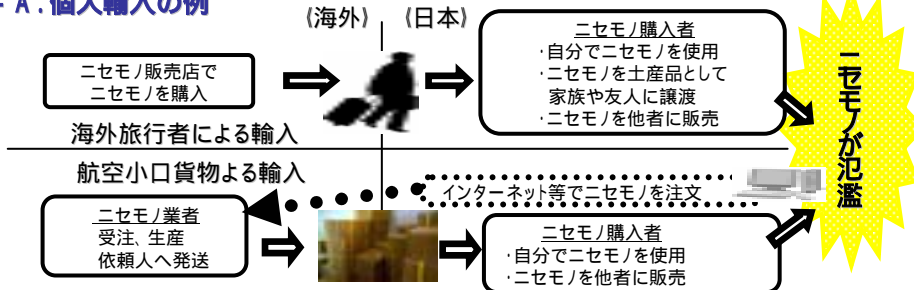 A.個人輸入の例
(海外) (日本)
ニセモノ販売店で
ニセモノを購入
ニセモノ購入者
・自分でニセモノを使用
・ニセモノを土産品として
家族や友人に譲渡
・ニセモノを他者に販売
ニセモノが氾濫
海外旅行者による輸入
航空小口貨物よる輸入
インターネット等でニセモノを注文
ニセモノ業者
受注、生産
依頼人へ発送
ニセモノ購入者
・自分でニセモノを使用
・ニセモノを他者に販売